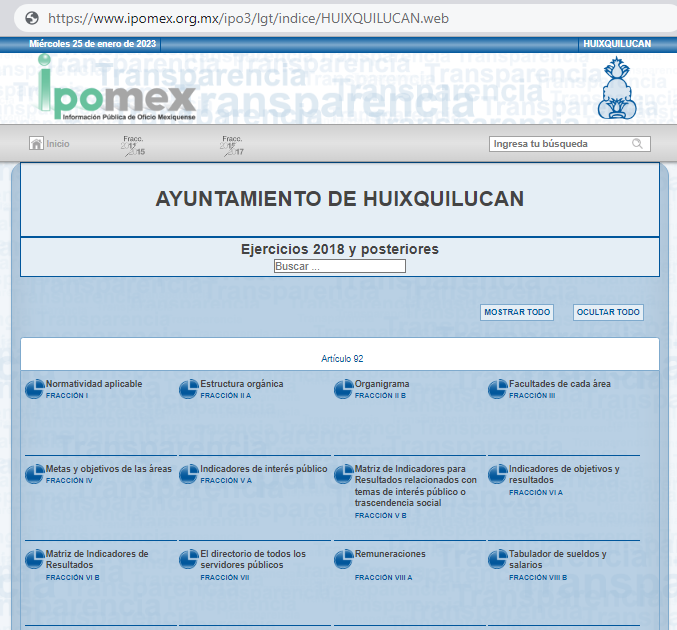 https://www.ipomex.org.mx/ipo3/lgt/indice/HUIXQUILUCAN.web
Miércoles 25 de enero de 2023 HUIXQUILUCAN
Transparencia
ipomex
Información Pública de Oficio Mexiquense
Inicio
Fracc.
15
Fracc.
17
Ingresa tu búsqueda
AYUNTAMIENTO DE HUIXQUILUCAN
Ejercicios 2018 y posteriores
Buscar ...
MOSTRAR TODO OCULTAR TODO
Artículo 92
Normatividad aplicable
FRACCIÓN I
Estructura orgánica
FRACCIÓN II A
Organigrama
FRACCIÓN II B
Facultades de cada área
FRACCIÓN III
Metas y objetivos de las áreas
FRACCIÓN IV
Indicadores de interés público
FRACCIÓN V A
Matriz de Indicadores para
Resultados relacionados con
temas de interés público o
trascendencia social
FRACCIÓN V B
Indicadores de objetivos y
resultados
FRACCIÓN VI A
Matriz de Indicadores de
Resultados
FRACCIÓN VI B
El directorio de todos los
servidores públicos
FRACCIÓN VII
Remuneraciones
FRACCIÓN VIII A
Tabulador de sueldos y
salarios
FRACCIÓN VIII B